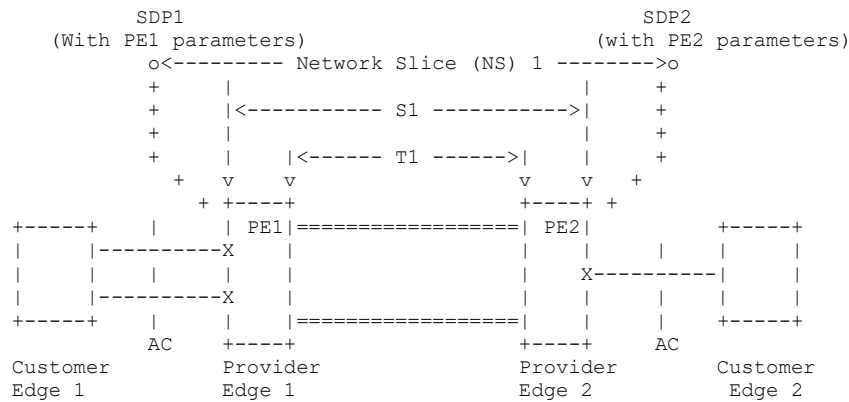 SDP1 SDP2
(With PE1 parameters) (with PE2 parameters)
o<--------- Network Slice (NS) 1 -------->o
+ | | +
+ |<----------- S1 ----------->| +
+ | | +
+ | |<------ T1 ------>| | +
+ v v v v +
+ +----+ +----+ +
+-----+ | | PE1|===================| PE2| +-----+
| |----------X | | | | | |
| | | | | | X----------| |
| |----------X | | | | | |
+-----+ | | |===================| | | +-----+
AC +----+ +----+ AC
Customer Provider Provider Customer
Edge 1 Edge 1 Edge 2 Edge 2